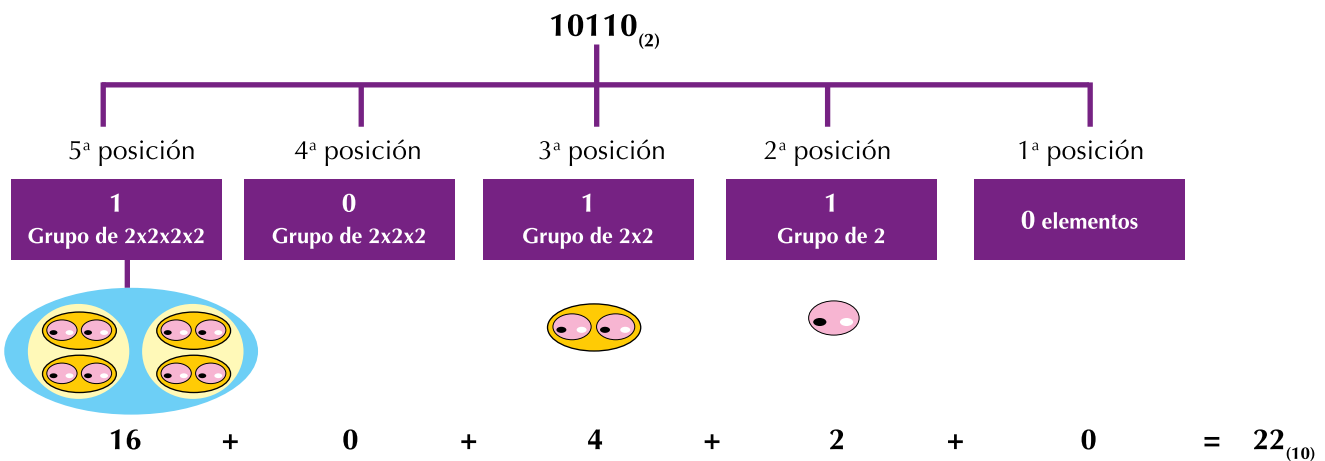 10110(2)
5ª posición 4ª posición 3ª posición 2ª posición 1ª posición
1 0 1 1 0 elementos
Grupo de 2x2x2x2 Grupo de 2x2x2 Grupo de 2x2 Grupo de 2
16 + 0 + 4 + 2 + 0 = 22(10)